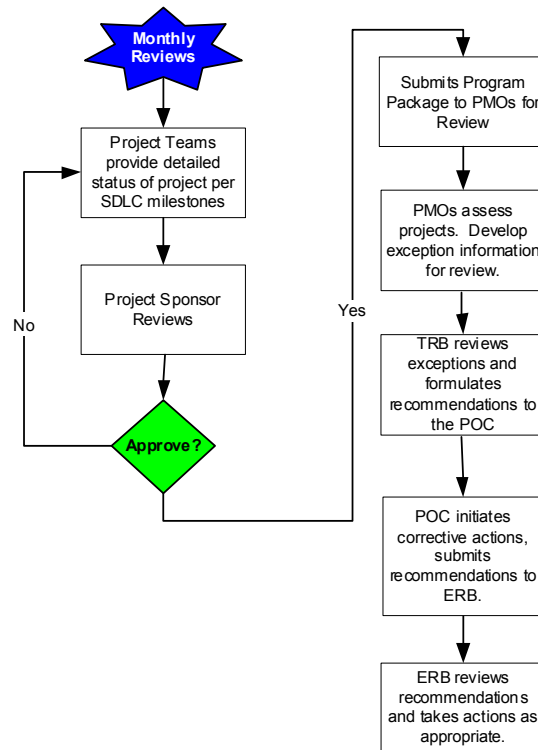 Monthly
Reviews
Project Teams
provide detailed
status of project per
SDLC milestones
Project Sponsor
Reviews
No
Approve?
Yes
Submits Program
Package to PMOs for
Review
PMOs assess
projects. Develop
exception information
for review.
TRB reviews
exceptions and
formulates
recommendations to
the POC
POC initiates
corrective actions,
submits
recommendations to
ERB.
ERB reviews
recommendations
and takes actions as
appropriate.